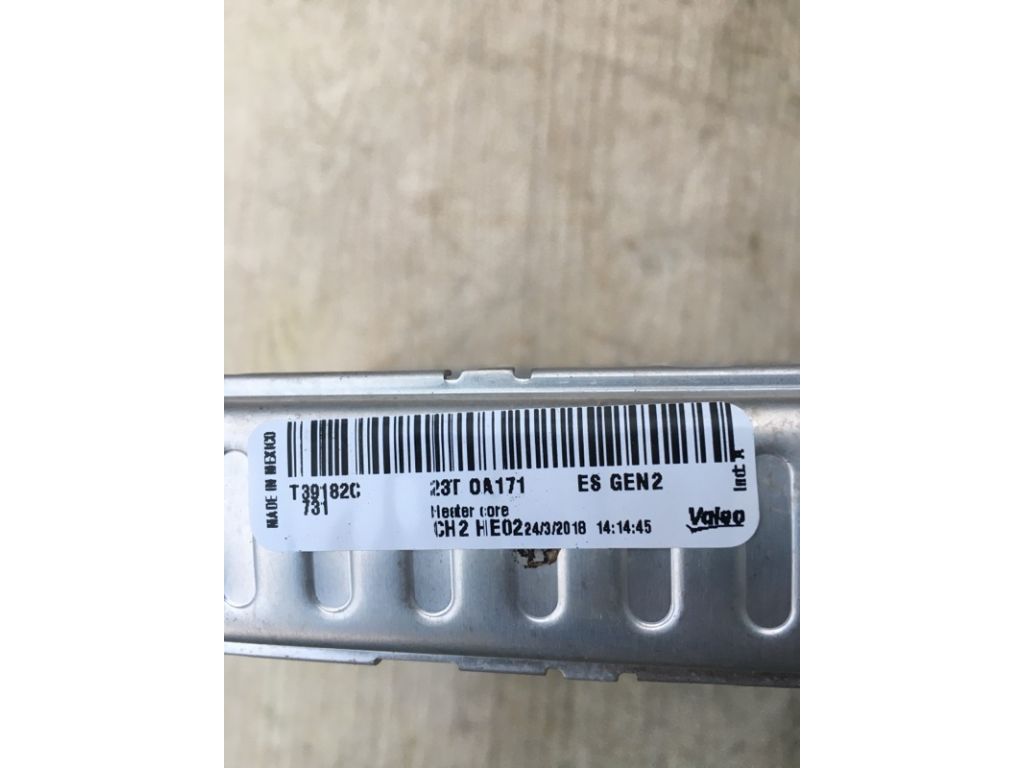 MADE IN MEXICO
T39182C 23T 0A171 ES GEN2
731 Heater core
CH2 HE02 24/3/2018 14:14:45
Ind: A
Valeo